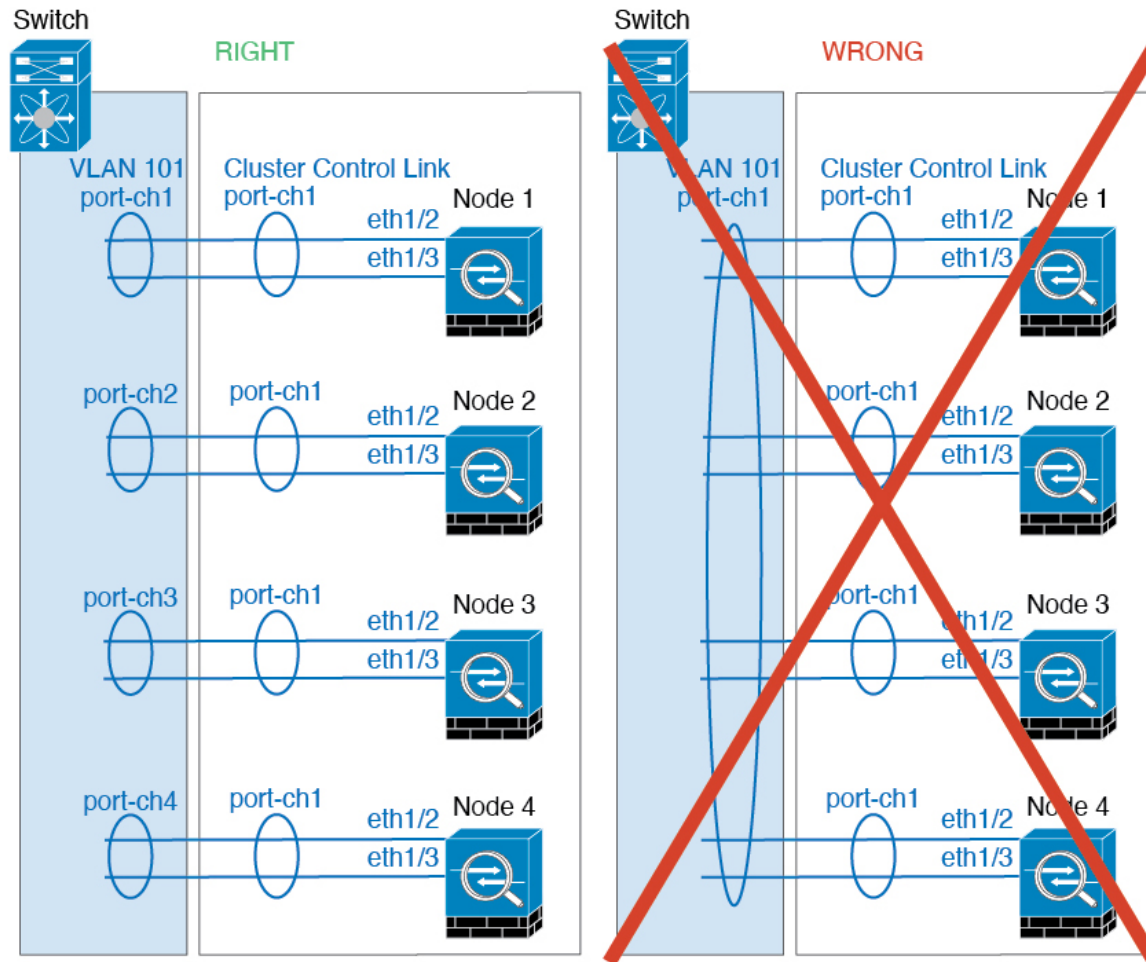 Switch
RIGHT
VLAN 101
port-ch1
Cluster Control Link
port-ch1
Node 1
eth1/2
eth1/3
port-ch2
port-ch1
Node 2
eth1/2
eth1/3
port-ch3
port-ch1
Node 3
eth1/2
eth1/3
port-ch4
port-ch1
Node 4
eth1/2
eth1/3
Switch
WRONG
VLAN 101
port-ch1
Cluster Control Link
port-ch1
Node 1
eth1/2
eth1/3
port-ch1
Node 2
eth1/2
eth1/3
port-ch1
Node 3
eth1/2
eth1/3
port-ch1
Node 4
eth1/2
eth1/3